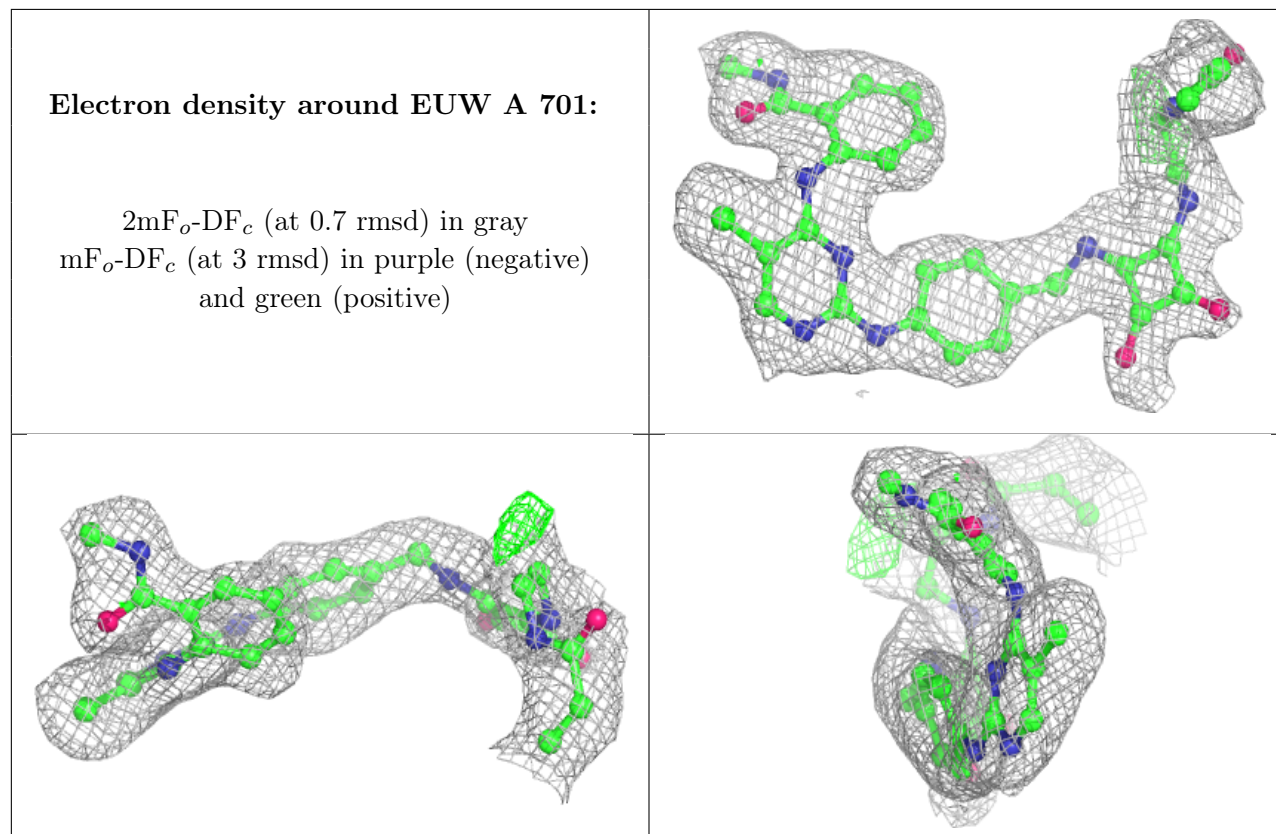 Electron density around EUW A 701:
2mFo-DFc (at 0.7 rmsd) in gray
mFo-DFc (at 3 rmsd) in purple (negative)
and green (positive)